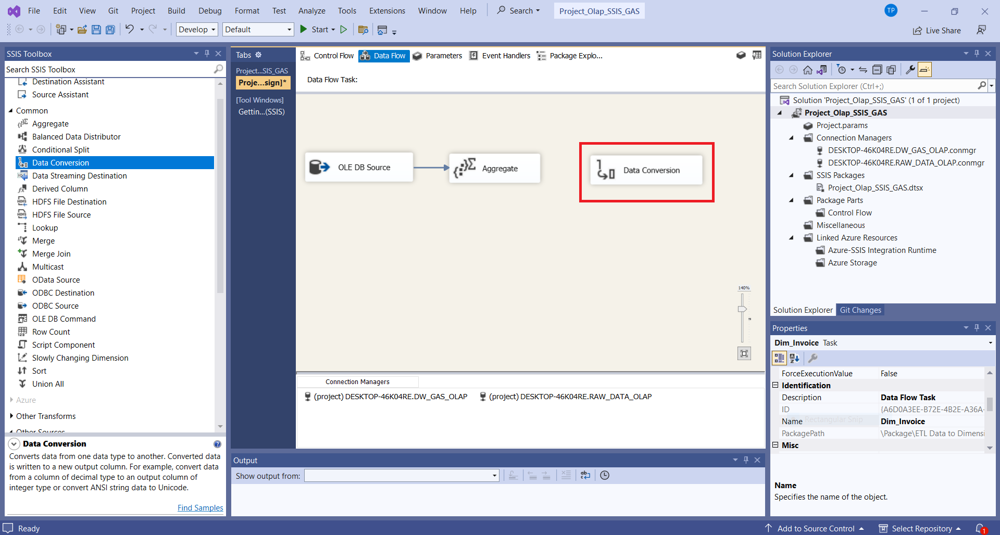 File Edit View Git Project Build Debug Format Test Analyze Tools Extensions Window Help Search Project_Olap_SSIS_GAS TP
Develop Default Start Live Share
SSIS Toolbox
Search SSIS Toolbox
Destination Assistant
Source Assistant
Common
Aggregate
Balanced Data Distributor
Conditional Split
Data Conversion
Data Streaming Destination
Derived Column
HDFS File Destination
HDFS File Source
Lookup
Merge
Merge Join
Multicast
OData Source
ODBC Destination
ODBC Source
OLE DB Command
Row Count
Script Component
Slowly Changing Dimension
Sort
Union All
Azure
Other Transforms
Other Sources
Data Conversion
Converts data from one data type to another. Converted data
is written to a new output column. For example, convert data
from a column of decimal type to an output column of
integer type or convert ANSI string data to Unicode.
Find Samples
Tabs
Project...SIS_GAS
Proje...sign]*
[Tool Windows]
Gettin...(SSIS)
Control Flow Data Flow Parameters Event Handlers Package Explo...
Data Flow Task:
OLE DB Source
Aggregate
Data Conversion
140%
Connection Managers
(project) DESKTOP-46K04RE.DW_GAS_OLAP (project) DESKTOP-46K04RE.RAW_DATA_OLAP
Output
Show output from:
Solution Explorer
Search Solution Explorer (Ctrl+;)
Solution 'Project_Olap_SSIS_GAS' (1 of 1 project)
Project_Olap_SSIS_GAS
Project.params
Connection Managers
DESKTOP-46K04RE.DW_GAS_OLAP.conmgr
DESKTOP-46K04RE.RAW_DATA_OLAP.conmgr
SSIS Packages
Project_Olap_SSIS_GAS.dtsx
Package Parts
Control Flow
Miscellaneous
Linked Azure Resources
Azure-SSIS Integration Runtime
Azure Storage
Solution Explorer Git Changes
Properties
Dim_Invoice Task
ForceExecutionValue False
Identification
Description Data Flow Task
ID {A6D0A3EE-B72E-4B2E-A36A-
Rectangular Snip
Name Dim_Invoice
PackagePath \Package\ETL Data to Dimensi
Misc
Name
Specifies the name of the object.
Ready Add to Source Control Select Repository 1